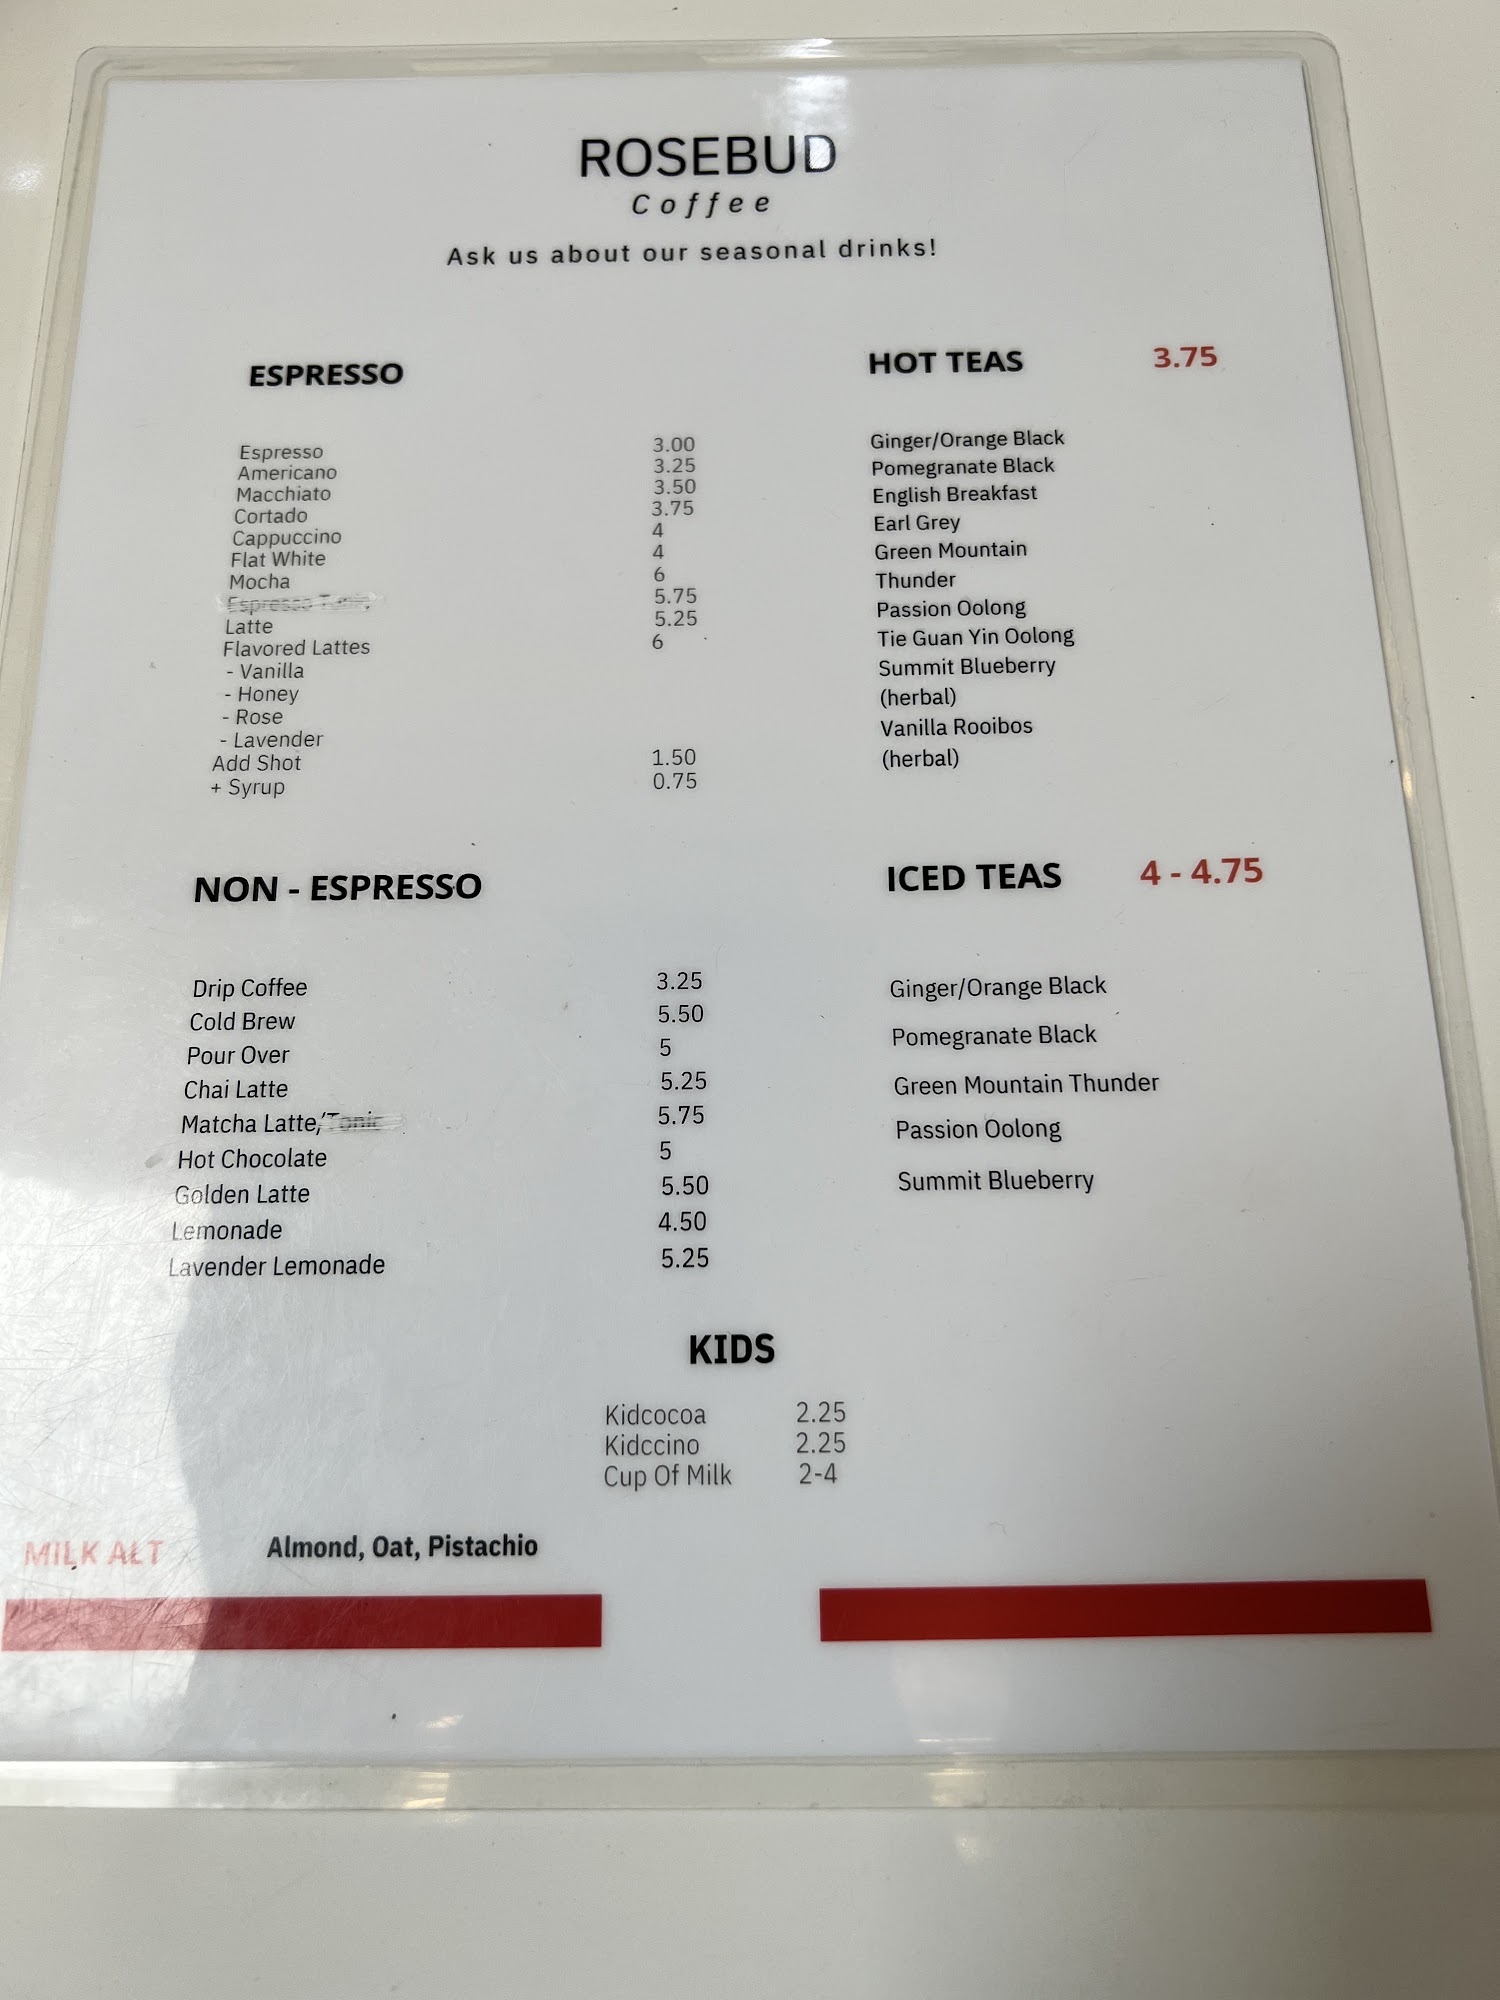 ROSEBUD
Coffee
Ask us about our seasonal drinks!
ESPRESSO
Espresso 3.00
Americano 3.25
Macchiato 3.50
Cortado 3.75
Cappuccino 4
Flat White 4
Mocha 6
Espresso Tonic 5.75
Latte 5.25
Flavored Lattes 6
- Vanilla
- Honey
- Rose
- Lavender
Add Shot 1.50
+ Syrup 0.75
NON - ESPRESSO
Drip Coffee 3.25
Cold Brew 5.50
Pour Over 5
Chai Latte 5.25
Matcha Latte/Tonic 5.75
Hot Chocolate 5
Golden Latte 5.50
Lemonade 4.50
Lavender Lemonade 5.25
HOT TEAS 3.75
Ginger/Orange Black
Pomegranate Black
English Breakfast
Earl Grey
Green Mountain
Thunder
Passion Oolong
Tie Guan Yin Oolong
Summit Blueberry
(herbal)
Vanilla Rooibos
(herbal)
ICED TEAS 4 - 4.75
Ginger/Orange Black
Pomegranate Black
Green Mountain Thunder
Passion Oolong
Summit Blueberry
KIDS
Kidcocoa 2.25
Kidccino 2.25
Cup Of Milk 2-4
MILK ALT Almond, Oat, Pistachio